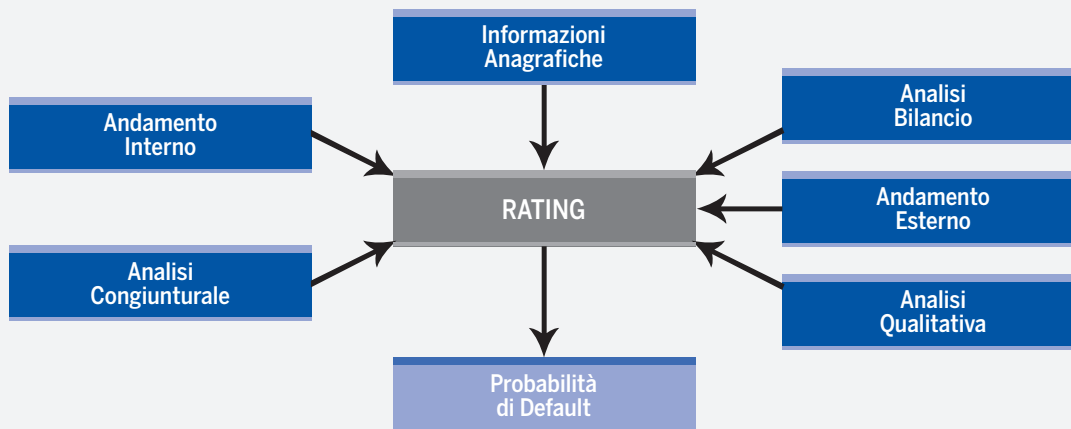 Informazioni
Anagrafiche
Andamento
Interno
Analisi
Bilancio
RATING
Andamento
Esterno
Analisi
Congiunturale
Analisi
Qualitativa
Probabilità
di Default